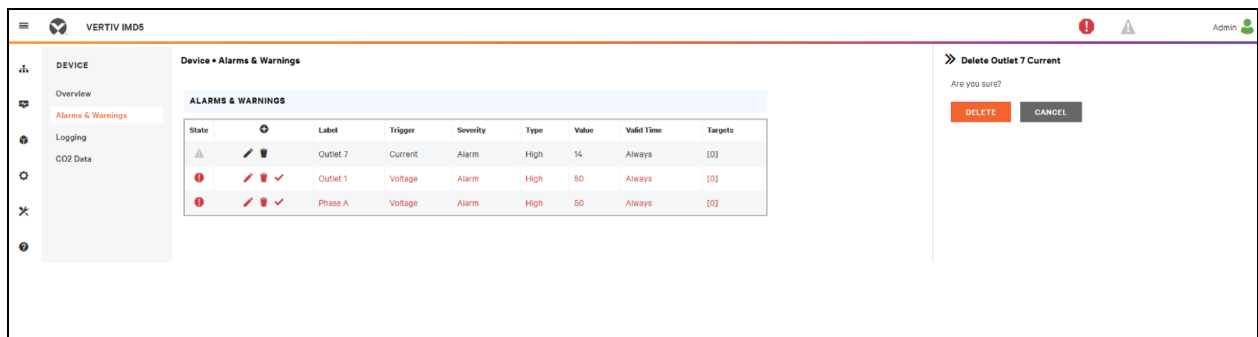 VERTIV IMD5
Admin
DEVICE
Overview
Alarms & Warnings
Logging
CO2 Data
Device • Alarms & Warnings
ALARMS & WARNINGS
State Label Trigger Severity Type Value Valid Time Targets
Outlet 7 Current Alarm High 14 Always [0]
Outlet 1 Voltage Alarm High 50 Always [0]
Phase A Voltage Alarm High 50 Always [0]
Delete Outlet 7 Current
Are you sure?
DELETE CANCEL